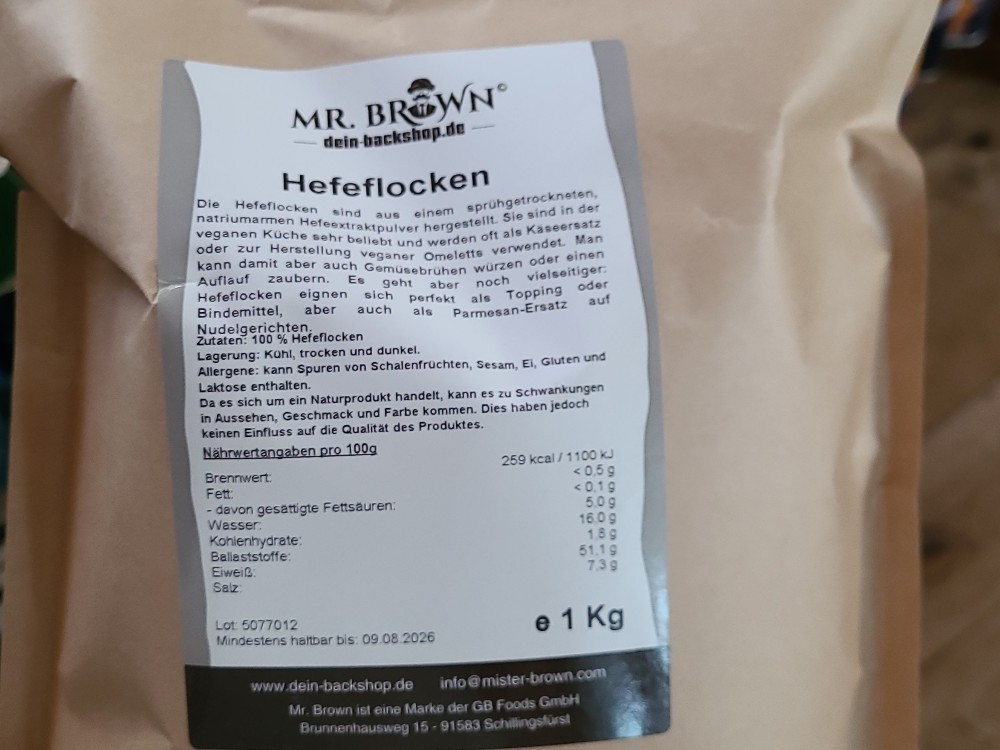 MR. BROWN©
dein-backshop.de
Hefeflocken
Die Hefeflocken sind aus einem sprühgetrockneten,
natriumarmen Hefeextraktpulver hergestellt. Sie sind in der
veganen Küche sehr beliebt und werden oft als Käseersatz
oder zur Herstellung veganer Omeletts verwendet. Man
kann damit aber auch Gemüsebrühen würzen oder einen
Auflauf zaubern. Es geht aber noch vielseitiger:
Hefeflocken eignen sich perfekt als Topping oder
Bindemittel, aber auch als Parmesan-Ersatz auf
Nudelgerichten.
Zutaten: 100 % Hefeflocken
Lagerung: Kühl, trocken und dunkel.
Allergene: kann Spuren von Schalenfrüchten, Sesam, Ei, Gluten und
Laktose enthalten.
Da es sich um ein Naturprodukt handelt, kann es zu Schwankungen
in Aussehen, Geschmack und Farbe kommen. Dies haben jedoch
keinen Einfluss auf die Qualität des Produktes.
Nährwertangaben pro 100g
Brennwert: 259 kcal / 1100 kJ
Fett: < 0,5 g
- davon gesättigte Fettsäuren: < 0,1 g
Wasser: 5,0 g
Kohlenhydrate: 16,0 g
Ballaststoffe: 1,8 g
Eiweiß: 51,1 g
Salz: 7,3 g
Lot: 5077012
Mindestens haltbar bis: 09.08.2026
e 1 Kg
www.dein-backshop.de info@mister-brown.com
Mr. Brown ist eine Marke der GB Foods GmbH
Brunnenhausweg 15 - 91583 Schillingsfürst